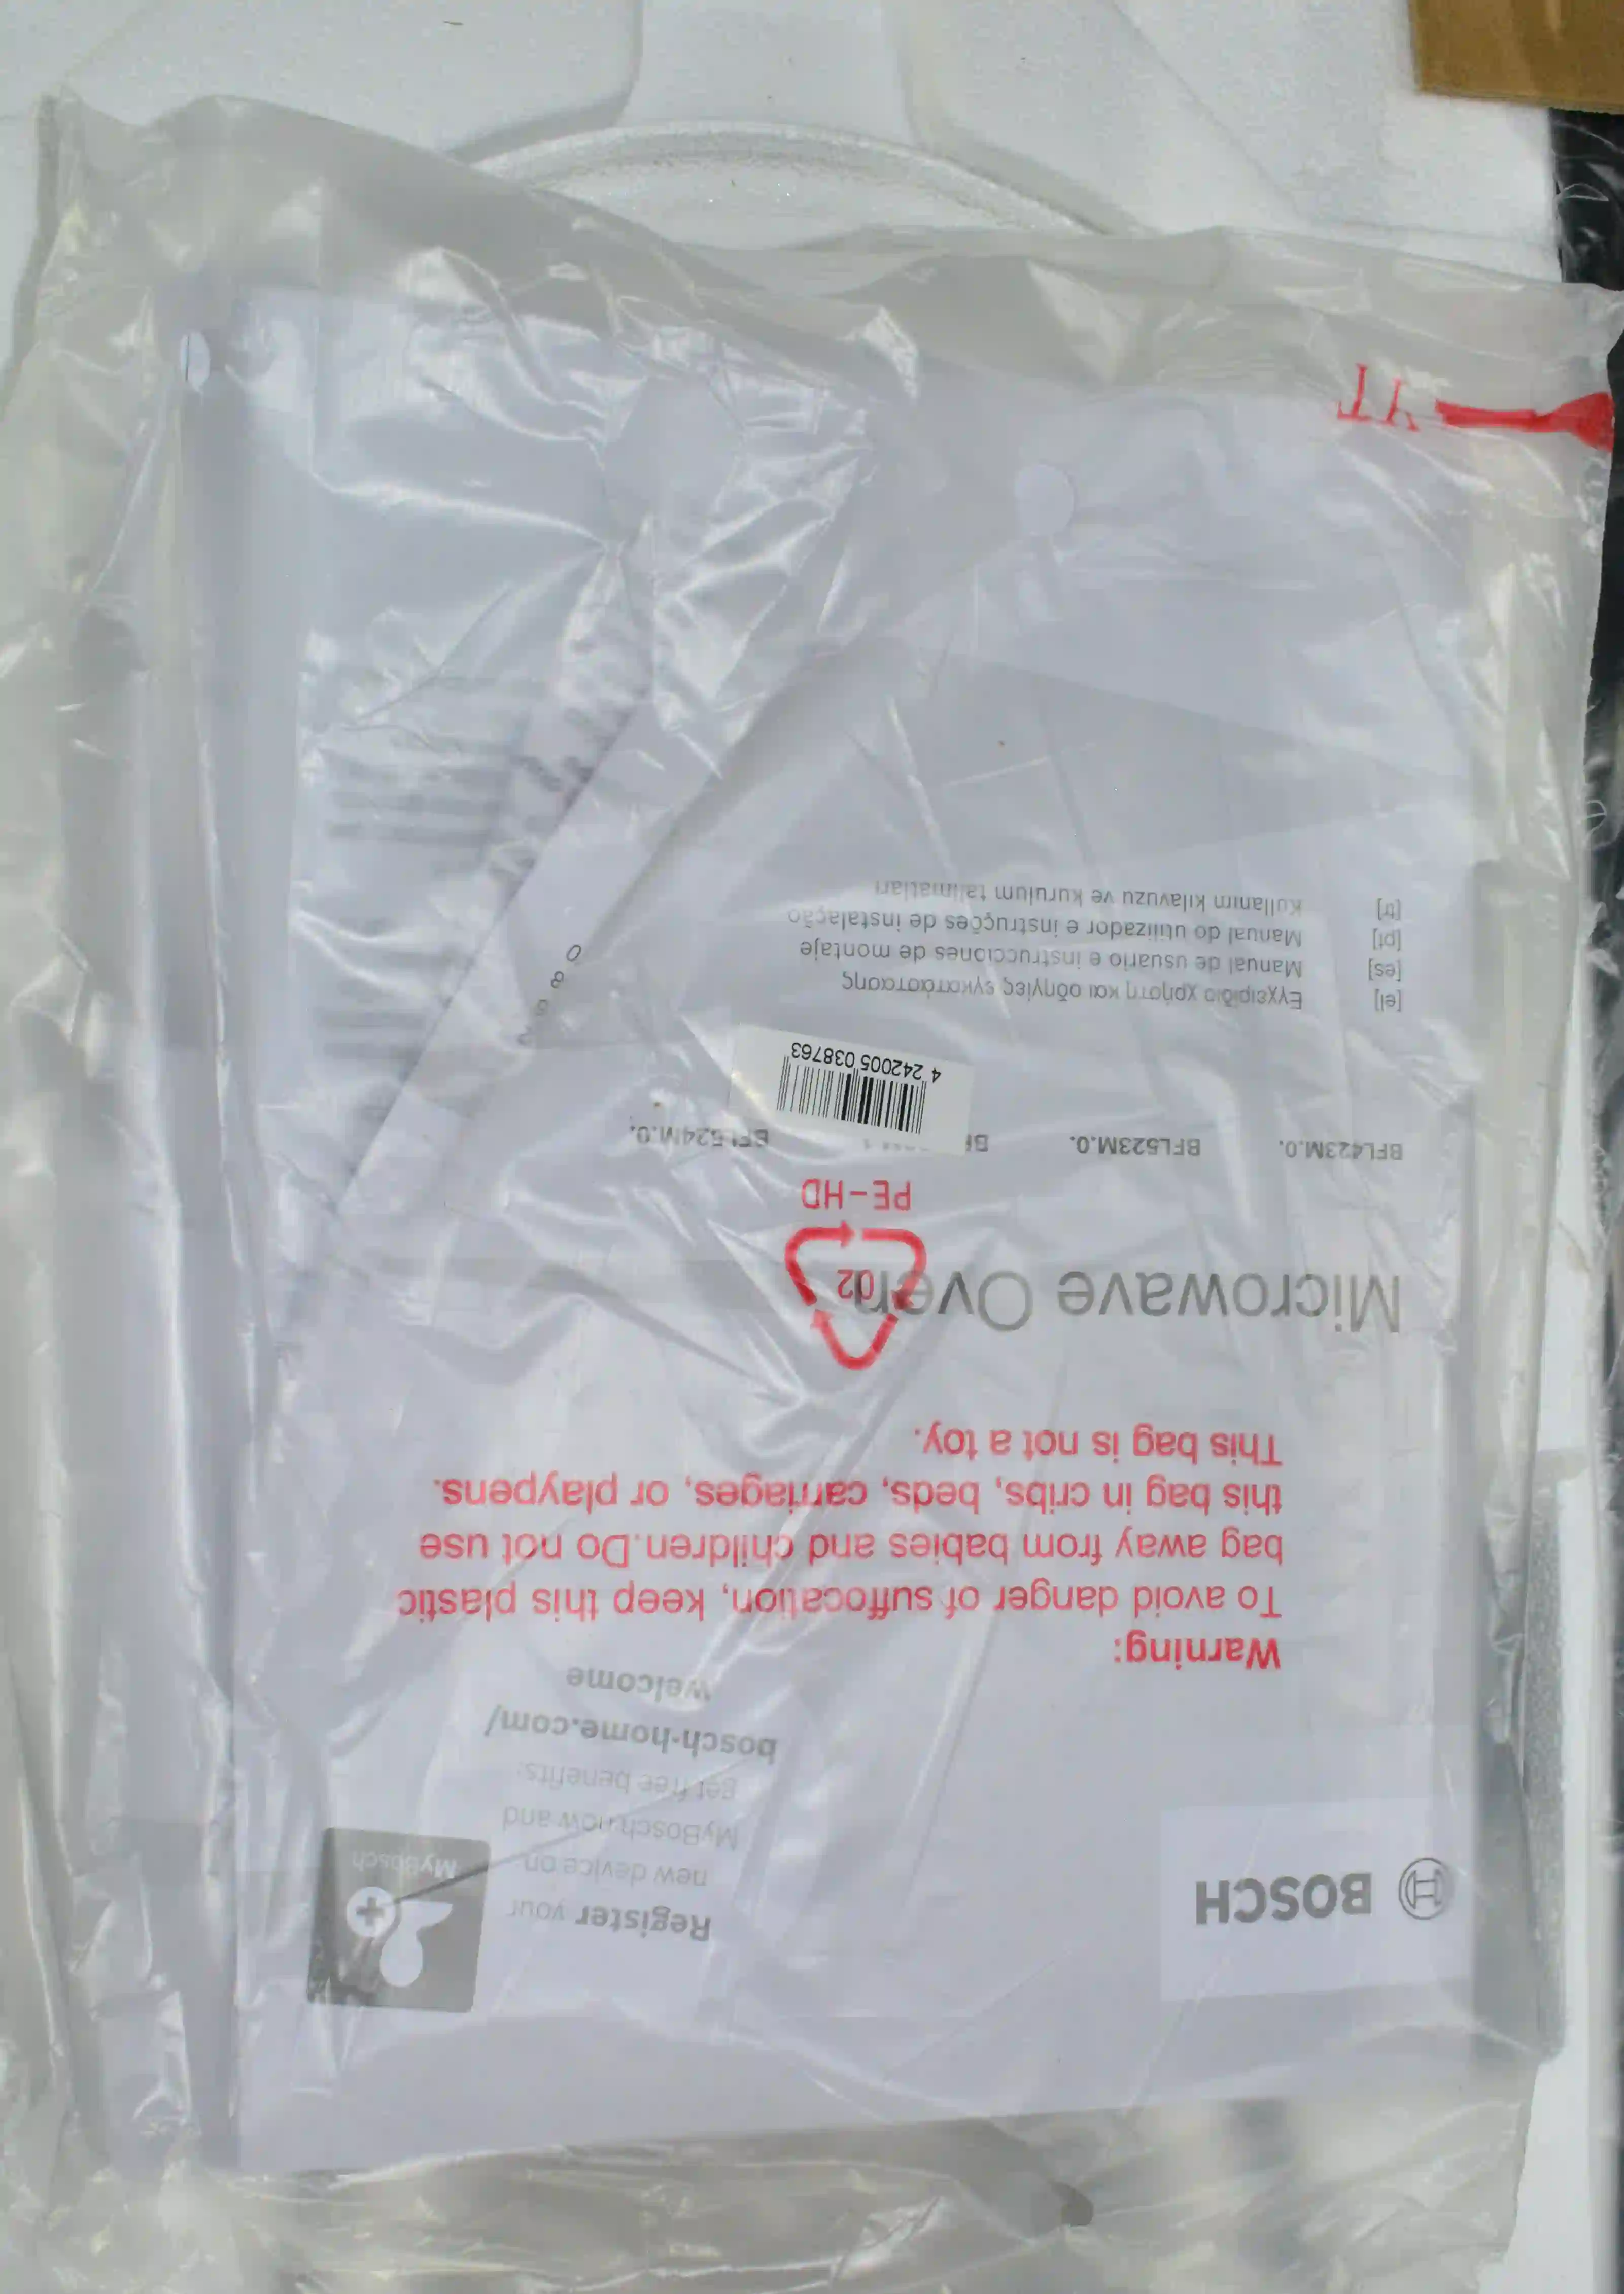 BOSCH
Register your
new device on
MyBosch now and
get free benefits:
bosch-home.com/
welcome
MyBosch
Warning:
To avoid danger of suffocation, keep this plastic
bag away from babies and children.Do not use
this bag in cribs, beds, carriages, or playpens.
This bag is not a toy.
Microwave Oven
02
PE-HD
BFL423M.0. BFL523M.0. BFL524M.0.
4 242005 038763
[el] Εγχειρίδιο χρήστη και οδηγίες εγκατάστασης
[es] Manual de usuario e instrucciones de montaje
[pt] Manual do utilizador e instruções de instalação
[tr] Kullanım kılavuzu ve kurulum talimatları
YT